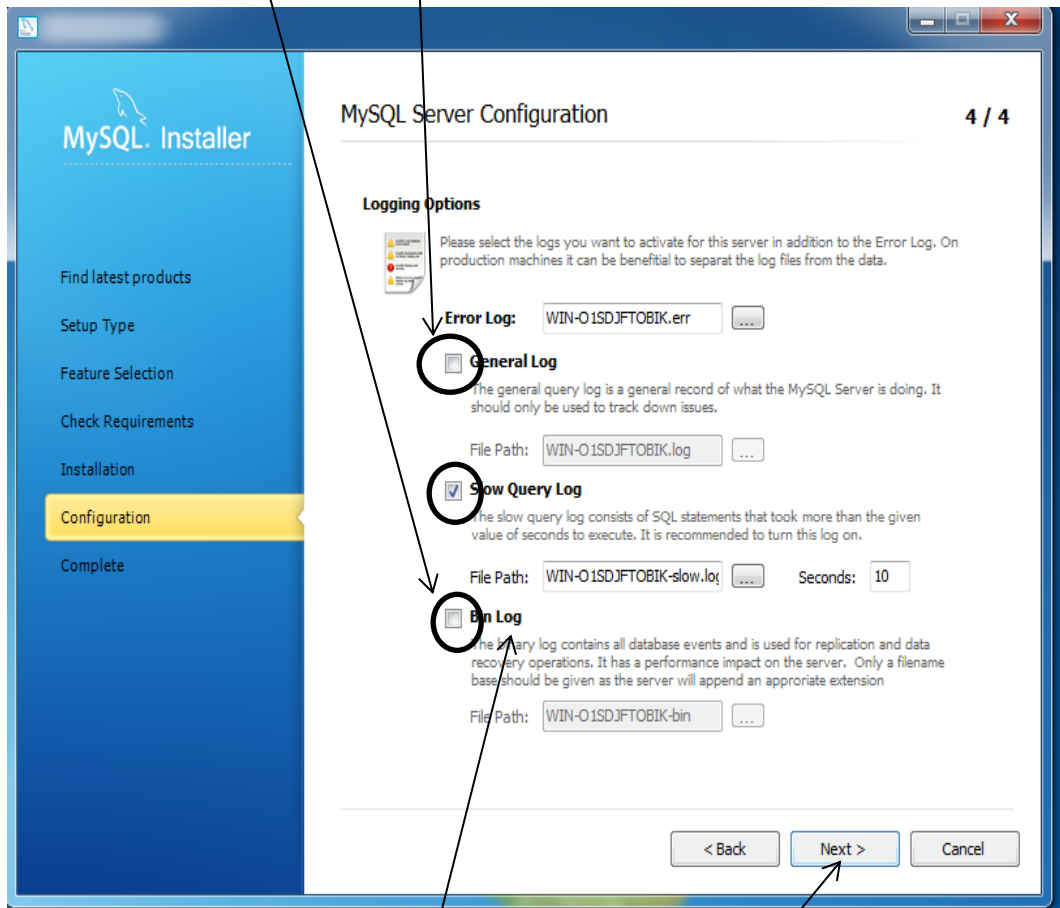 MySQL Server Configuration
4 / 4
MySQL. Installer
Logging Options
Please select the logs you want to activate for this server in addition to the Error Log. On
production machines it can be benefitial to separat the log files from the data.
Find latest products
Setup Type
Feature Selection
Check Requirements
Installation
Configuration
Complete
Error Log: WIN-O1SDJFTOBIK.err ...
General Log
The general query log is a general record of what the MySQL Server is doing. It
should only be used to track down issues.
File Path: WIN-O1SDJFTOBIK.log ...
Slow Query Log
The slow query log consists of SQL statements that took more than the given
value of seconds to execute. It is recommended to turn this log on.
File Path: WIN-O1SDJFTOBIK-slow.log ... Seconds: 10
Bin Log
The binary log contains all database events and is used for replication and data
recovery operations. It has a performance impact on the server. Only a filename
base should be given as the server will append an approriate extension
File Path: WIN-O1SDJFTOBIK-bin ...
< Back Next > Cancel